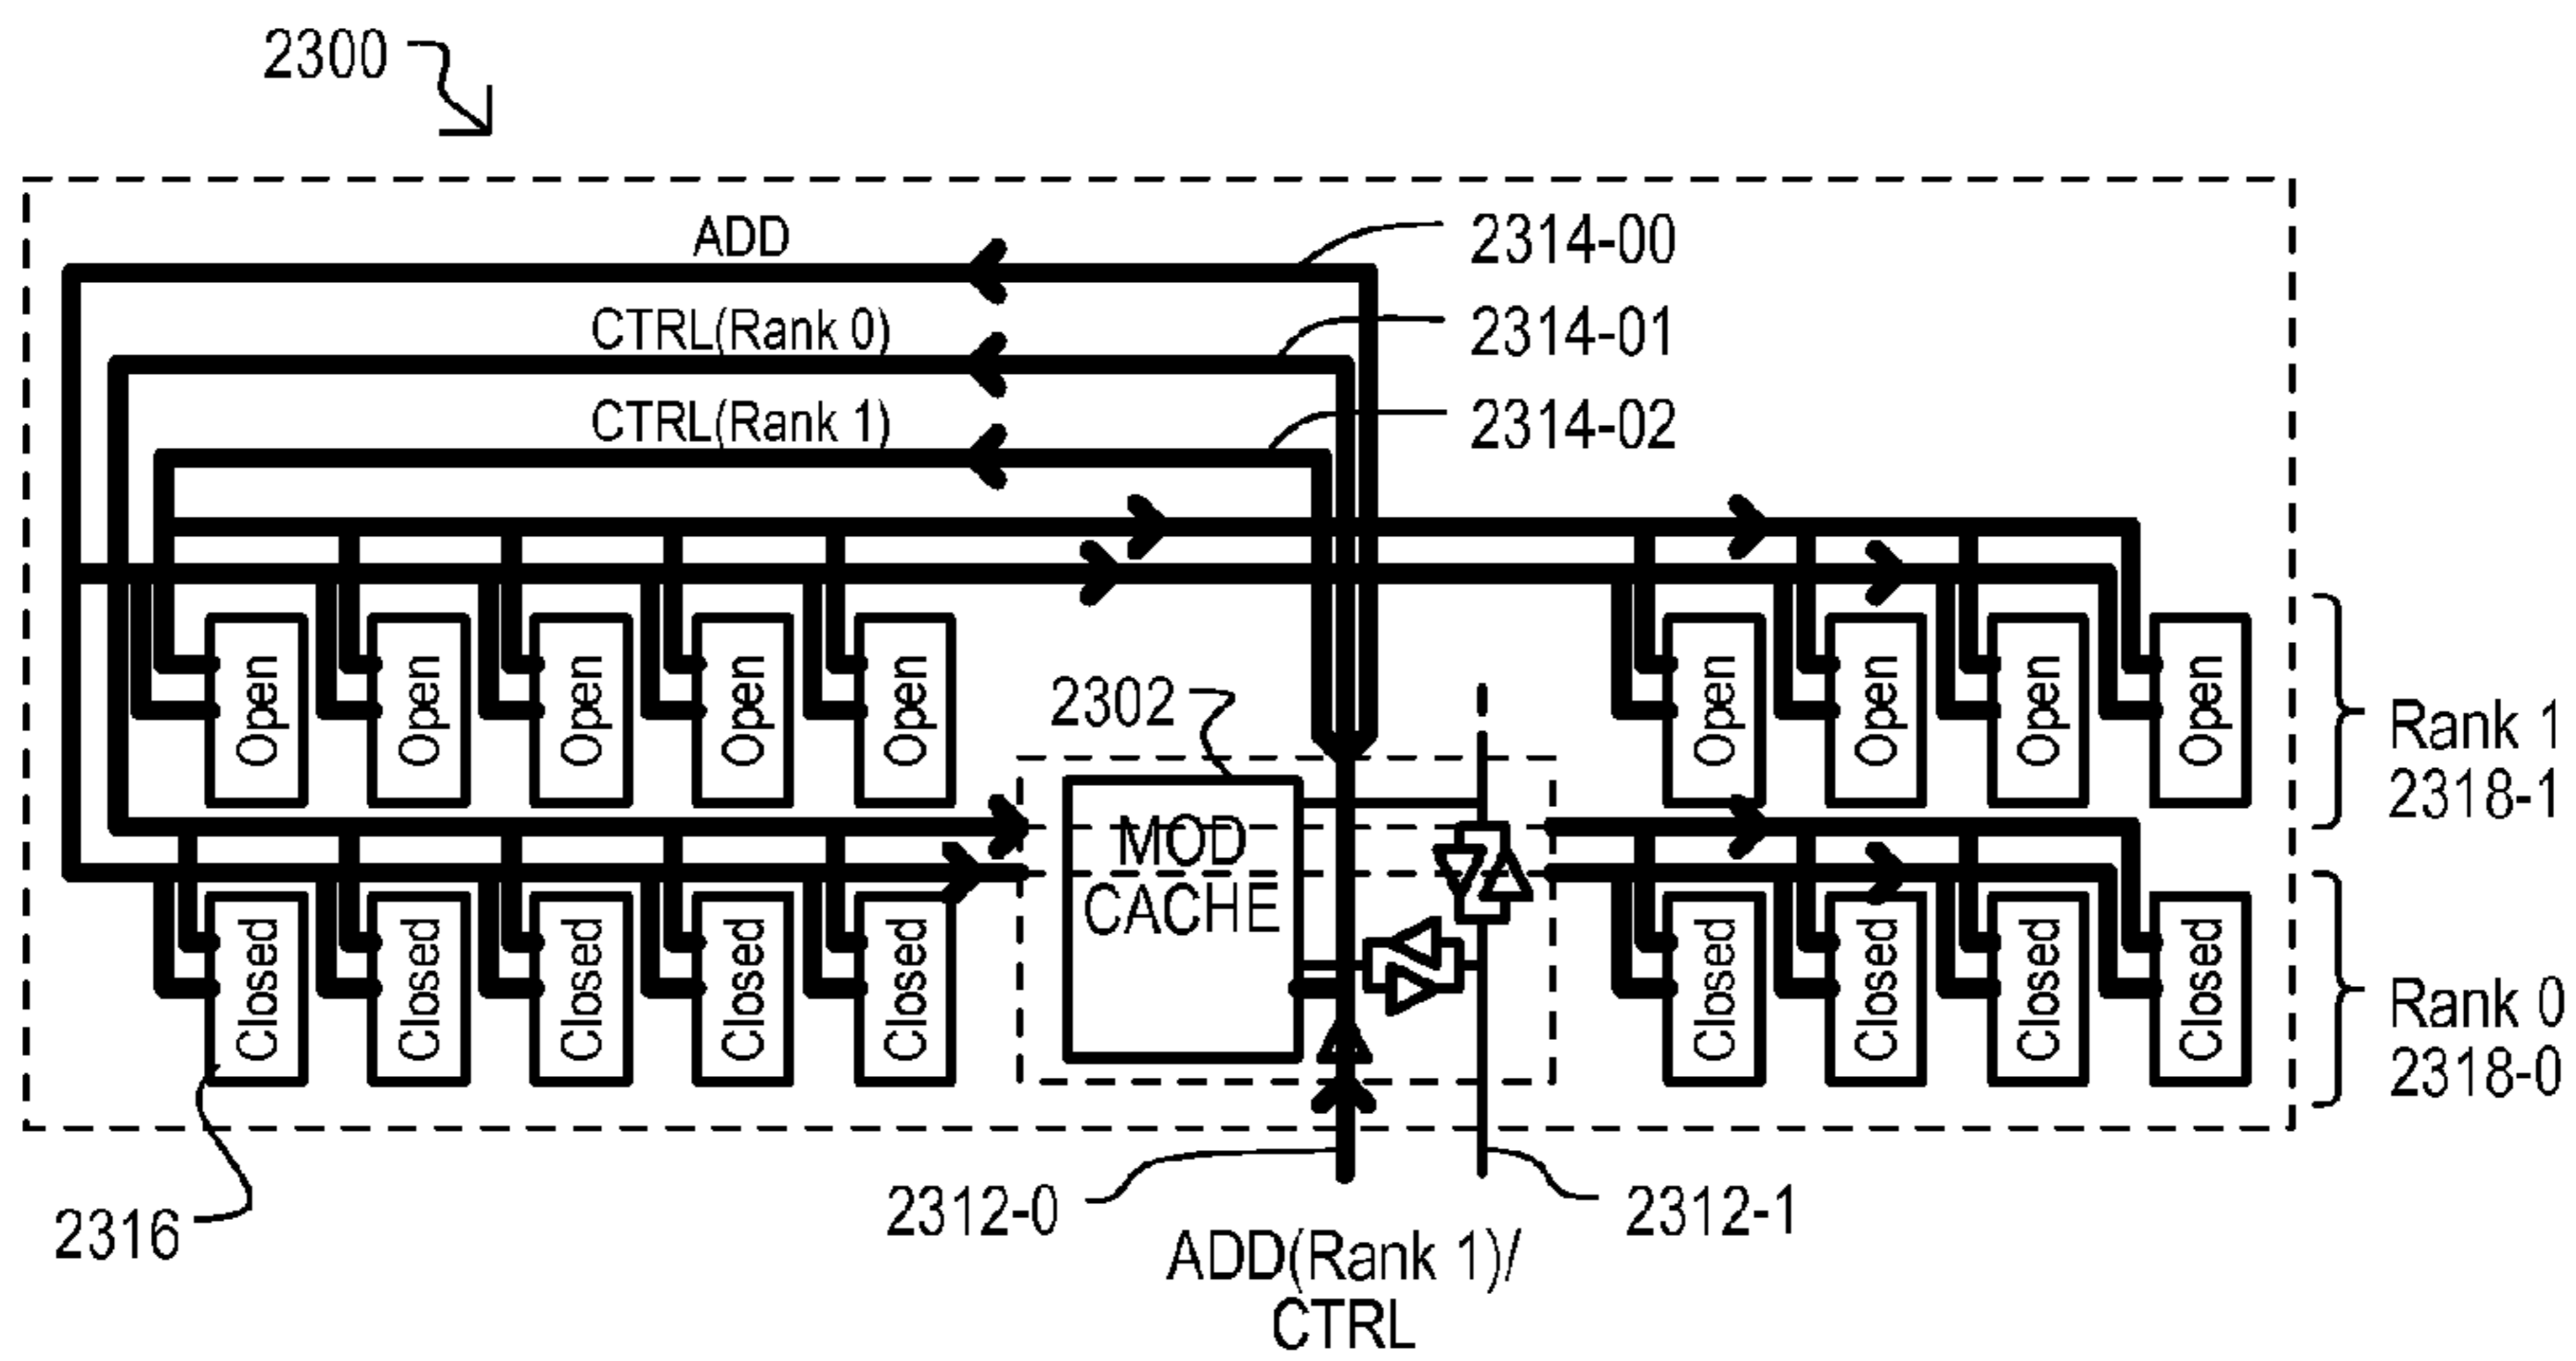 2300
ADD
2314-00
CTRL(Rank 0)
2314-01
CTRL(Rank 1)
2314-02
Open Open Open Open Open Open Open Open Open
2302
Rank 1
2318-1
MOD
CACHE
Closed Closed Closed Closed Closed Closed Closed Closed Closed
Rank 0
2318-0
2316
2312-0
2312-1
ADD(Rank 1)/
CTRL